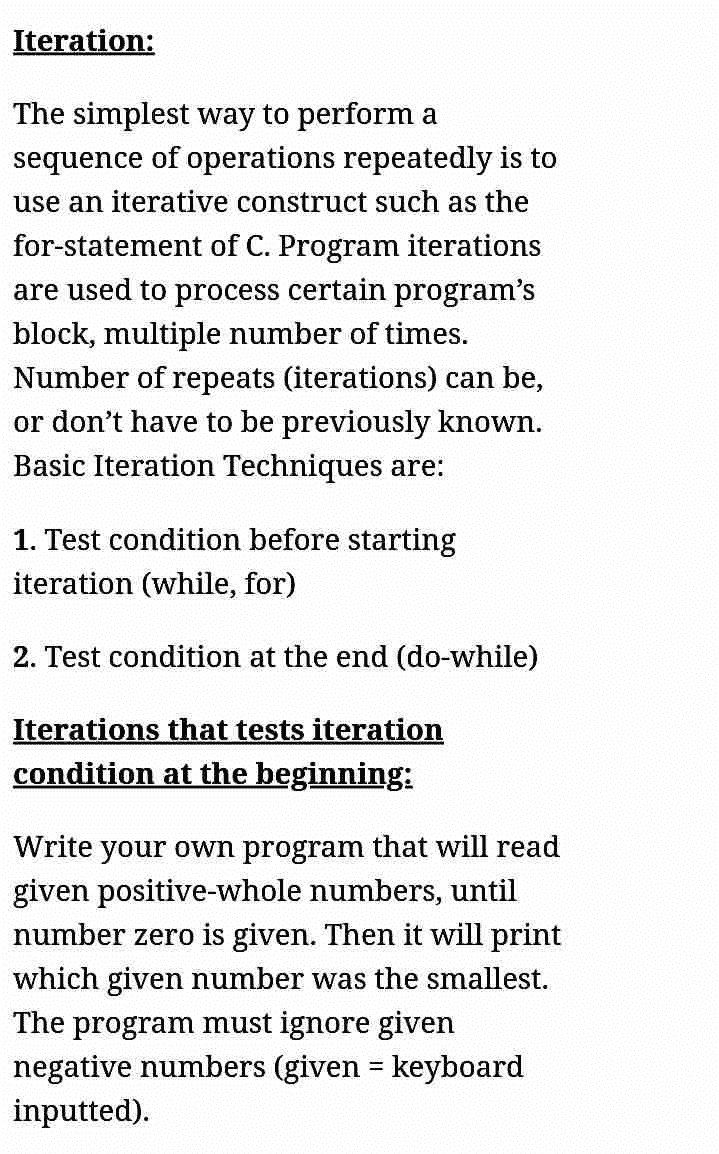 Iteration:
The simplest way to perform a
sequence of operations repeatedly is to
use an iterative construct such as the
for-statement of C. Program iterations
are used to process certain program’s
block, multiple number of times.
Number of repeats (iterations) can be,
or don’t have to be previously known.
Basic Iteration Techniques are:
1. Test condition before starting
iteration (while, for)
2. Test condition at the end (do-while)
Iterations that tests iteration
condition at the beginning:
Write your own program that will read
given positive-whole numbers, until
number zero is given. Then it will print
which given number was the smallest.
The program must ignore given
negative numbers (given = keyboard
inputted).